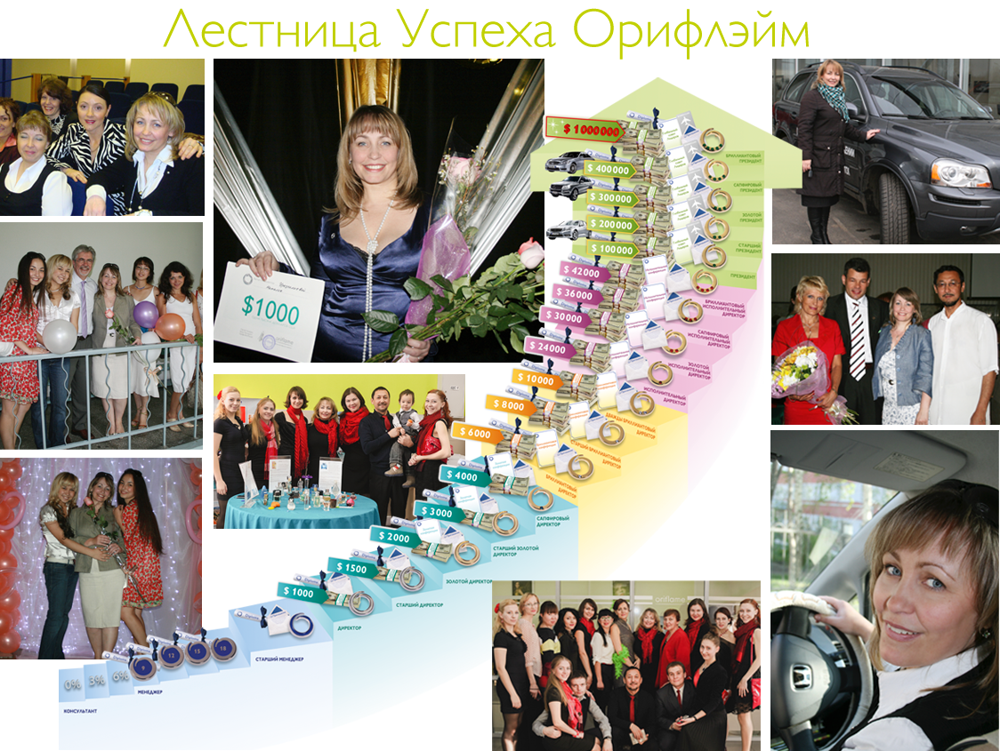 Лестница Успеха Орифлэйм
$ 1000000
БРИЛЛИАНТОВЫЙ
ПРЕЗИДЕНТ
$ 400000
САПФИРОВЫЙ
ПРЕЗИДЕНТ
$ 300000
ЗОЛОТОЙ
ПРЕЗИДЕНТ
$ 200000
СТАРШИЙ
ПРЕЗИДЕНТ
$ 100000
ПРЕЗИДЕНТ
$ 42000
БРИЛЛИАНТОВЫЙ
ИСПОЛНИТЕЛЬНЫЙ
ДИРЕКТОР
$ 36000
САПФИРОВЫЙ
ИСПОЛНИТЕЛЬНЫЙ
ДИРЕКТОР
$ 30000
ЗОЛОТОЙ
ИСПОЛНИТЕЛЬНЫЙ
ДИРЕКТОР
$ 24000
ИСПОЛНИТЕЛЬНЫЙ
ДИРЕКТОР
$ 10000
ДВАЖДЫ БРИЛЛИАНТОВЫЙ
ДИРЕКТОР
$ 8000
СТАРШИЙ БРИЛЛИАНТОВЫЙ
ДИРЕКТОР
$ 6000
БРИЛЛИАНТОВЫЙ
ДИРЕКТОР
$ 4000
САПФИРОВЫЙ
ДИРЕКТОР
$ 3000
СТАРШИЙ ЗОЛОТОЙ
ДИРЕКТОР
$ 2000
ЗОЛОТОЙ ДИРЕКТОР
$ 1500
СТАРШИЙ ДИРЕКТОР
$ 1000
ДИРЕКТОР
СТАРШИЙ МЕНЕДЖЕР
9 12 15 18
МЕНЕДЖЕР
0% 3% 6%
КОНСУЛЬТАНТ
$1000
oriflame